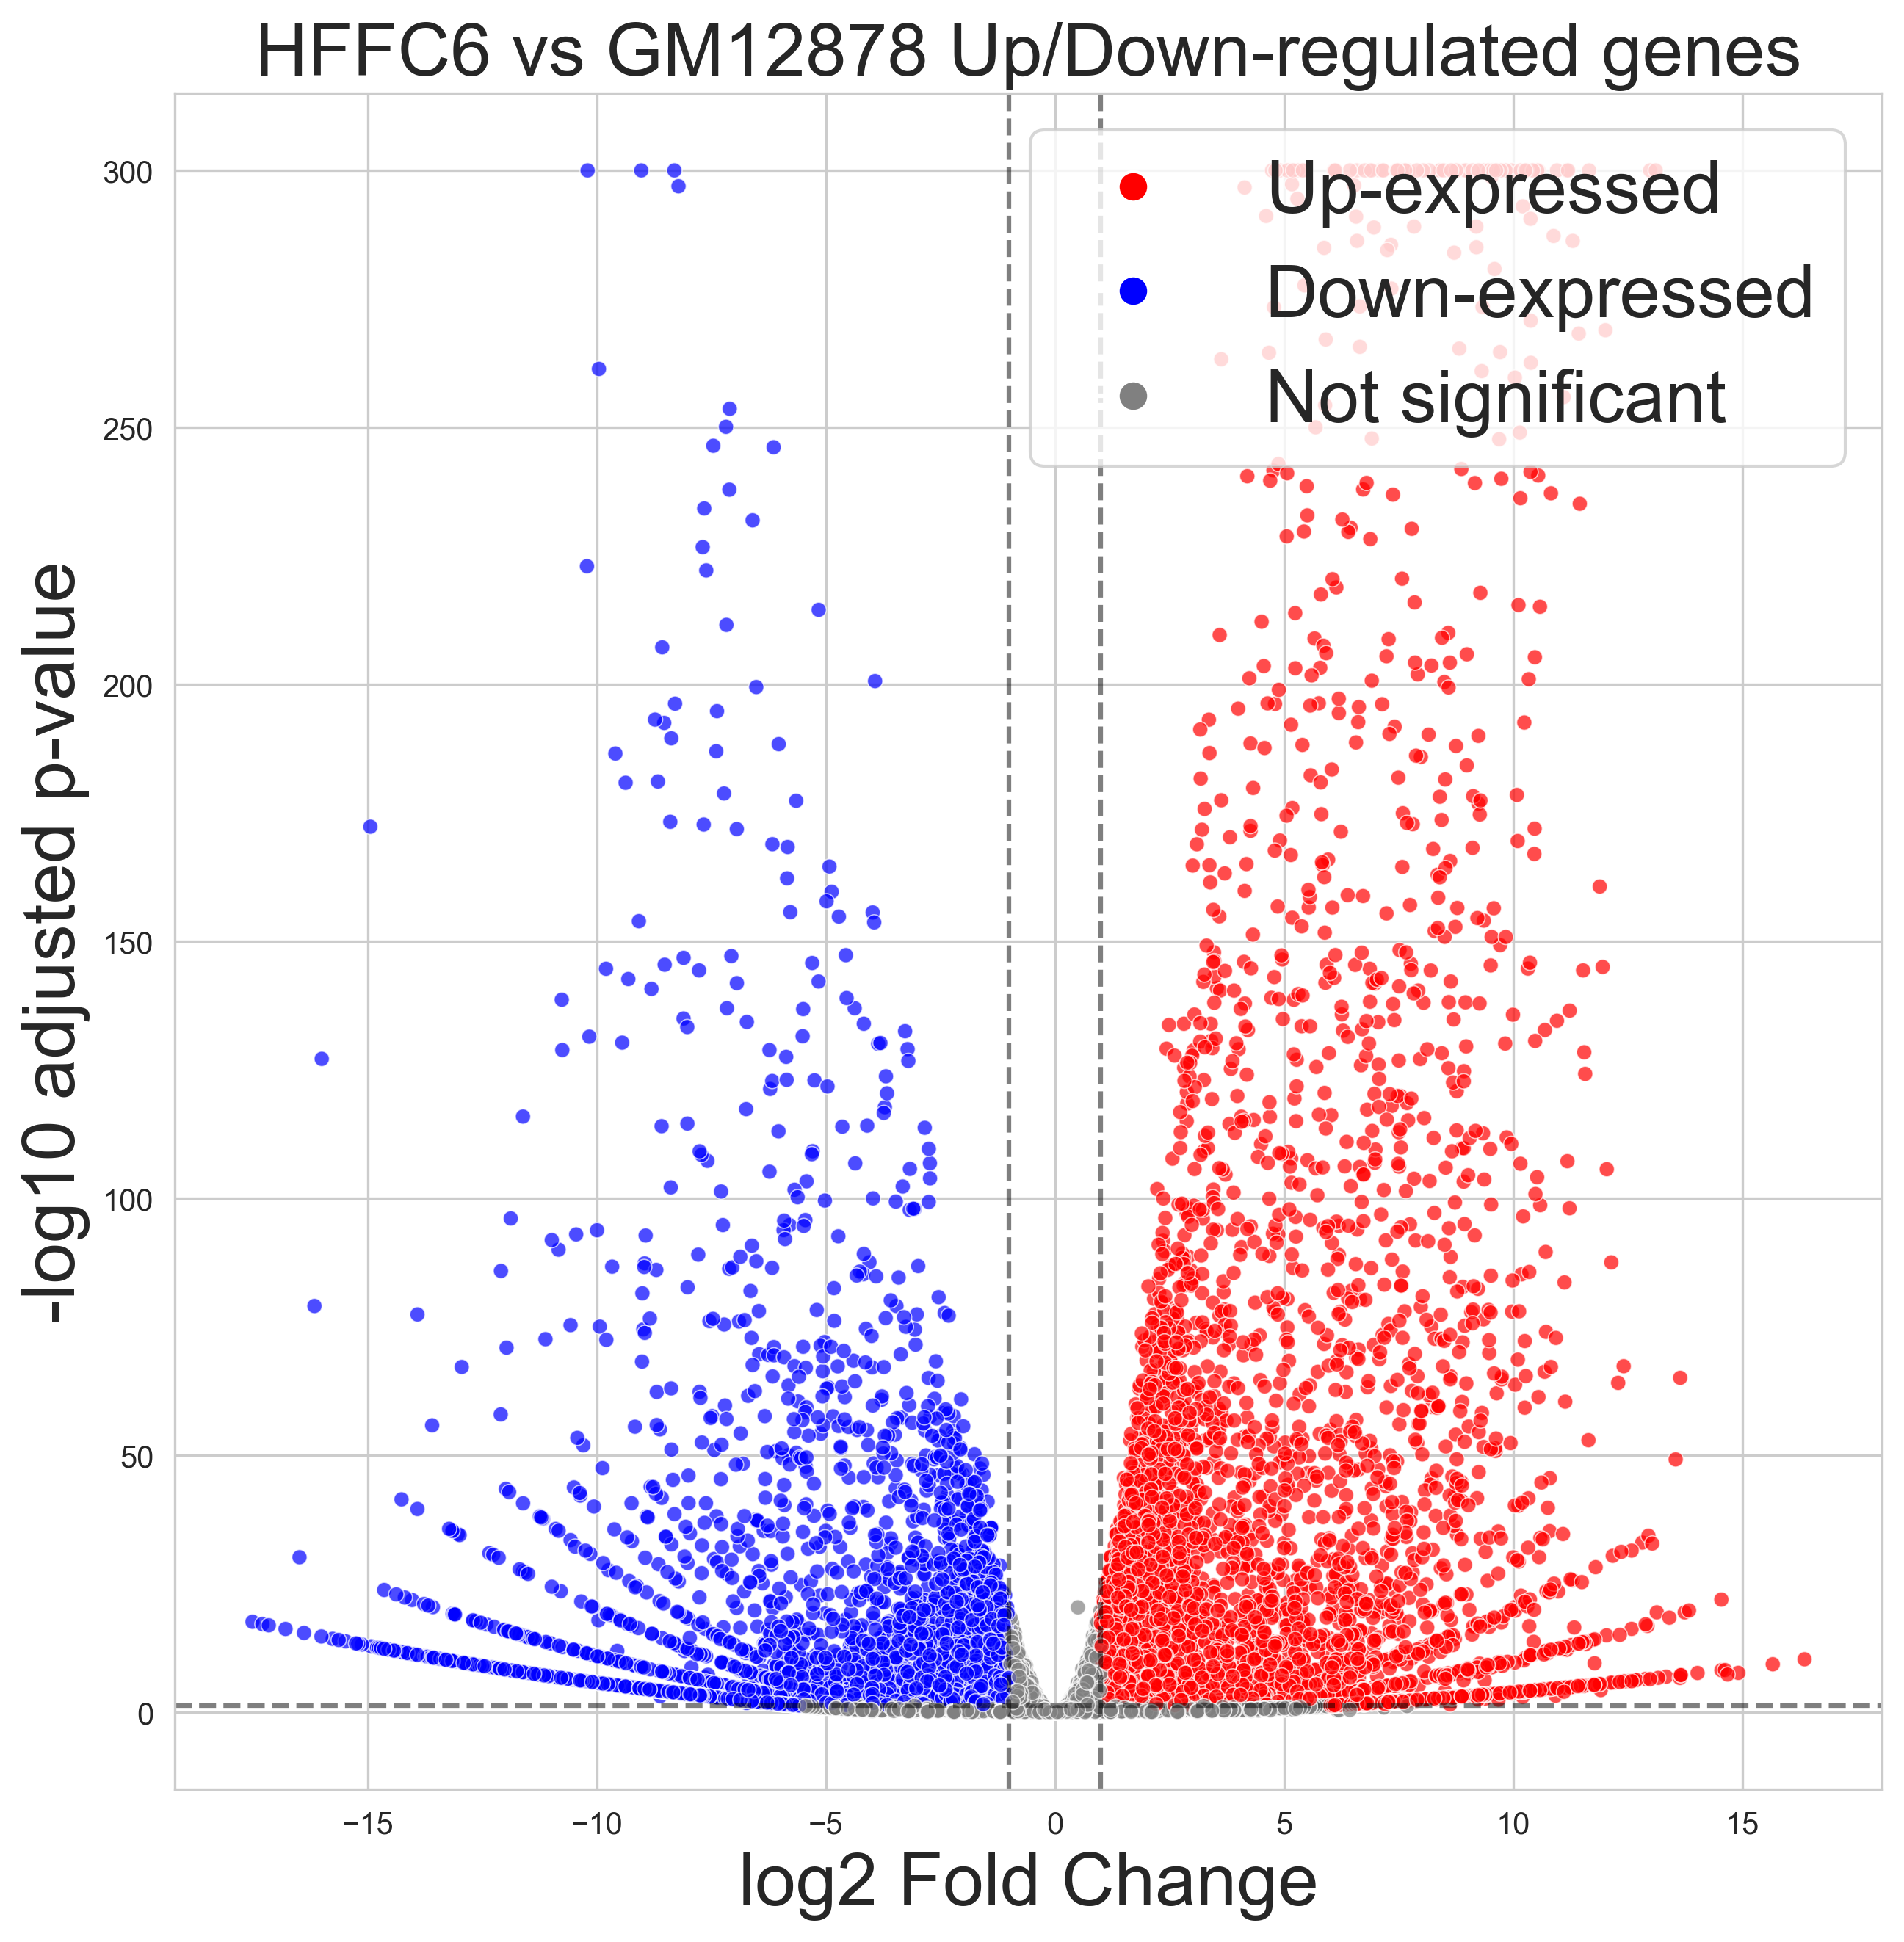 HFFC6 vs GM12878 Up/Down-regulated genes
300
250
200
150
100
50
0
-log10 adjusted p-value
Up-expressed
Down-expressed
Not significant
−15
−10
−5
0
5
10
15
log2 Fold Change